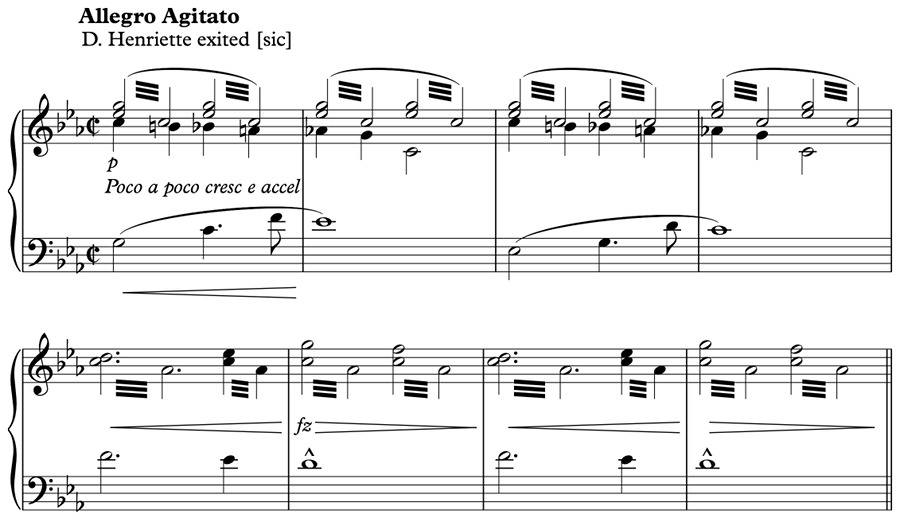 Allegro Agitato
D. Henriette exited [sic]
p
Poco a poco cresc e accel
fz